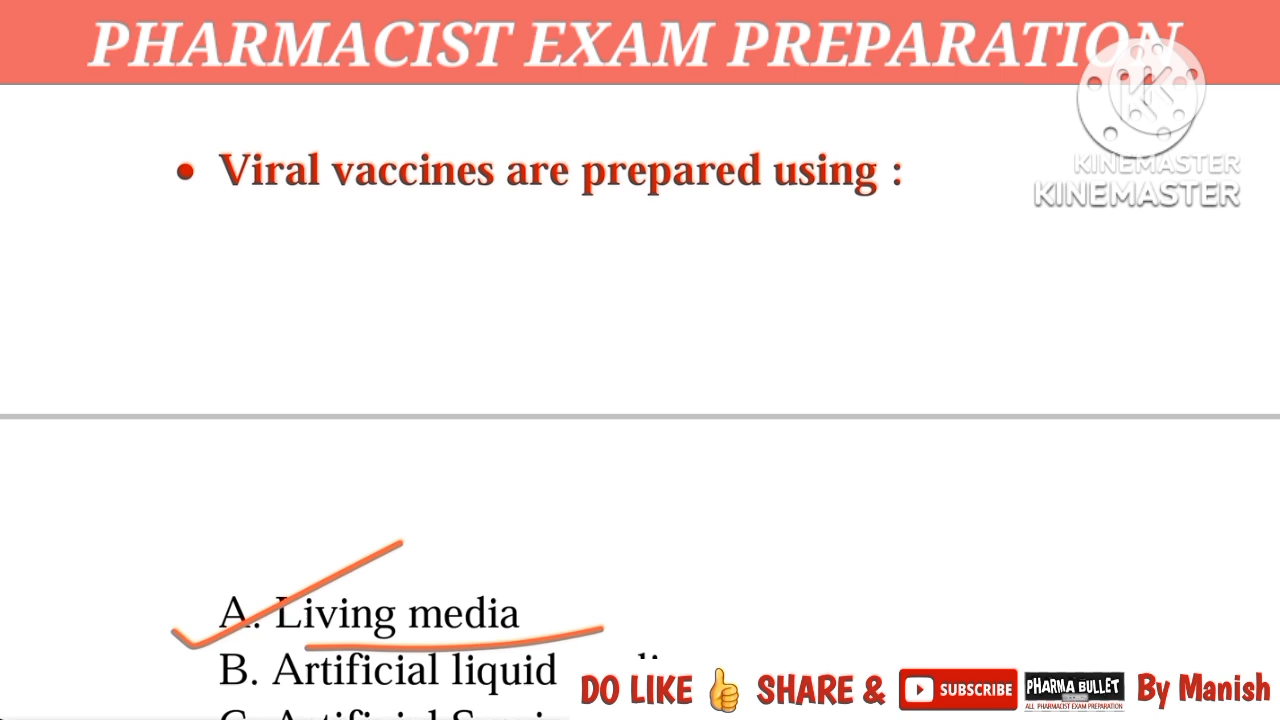 PHARMACIST EXAM PREPARATION
KINEMASTER
KINEMASTER
• Viral vaccines are prepared using :
A. Living media
B. Artificial liquid
DO LIKE 👍 SHARE & SUBSCRIBE PHARMA BULLET By Manish
ALL PHARMACIST EXAM PREPARATION